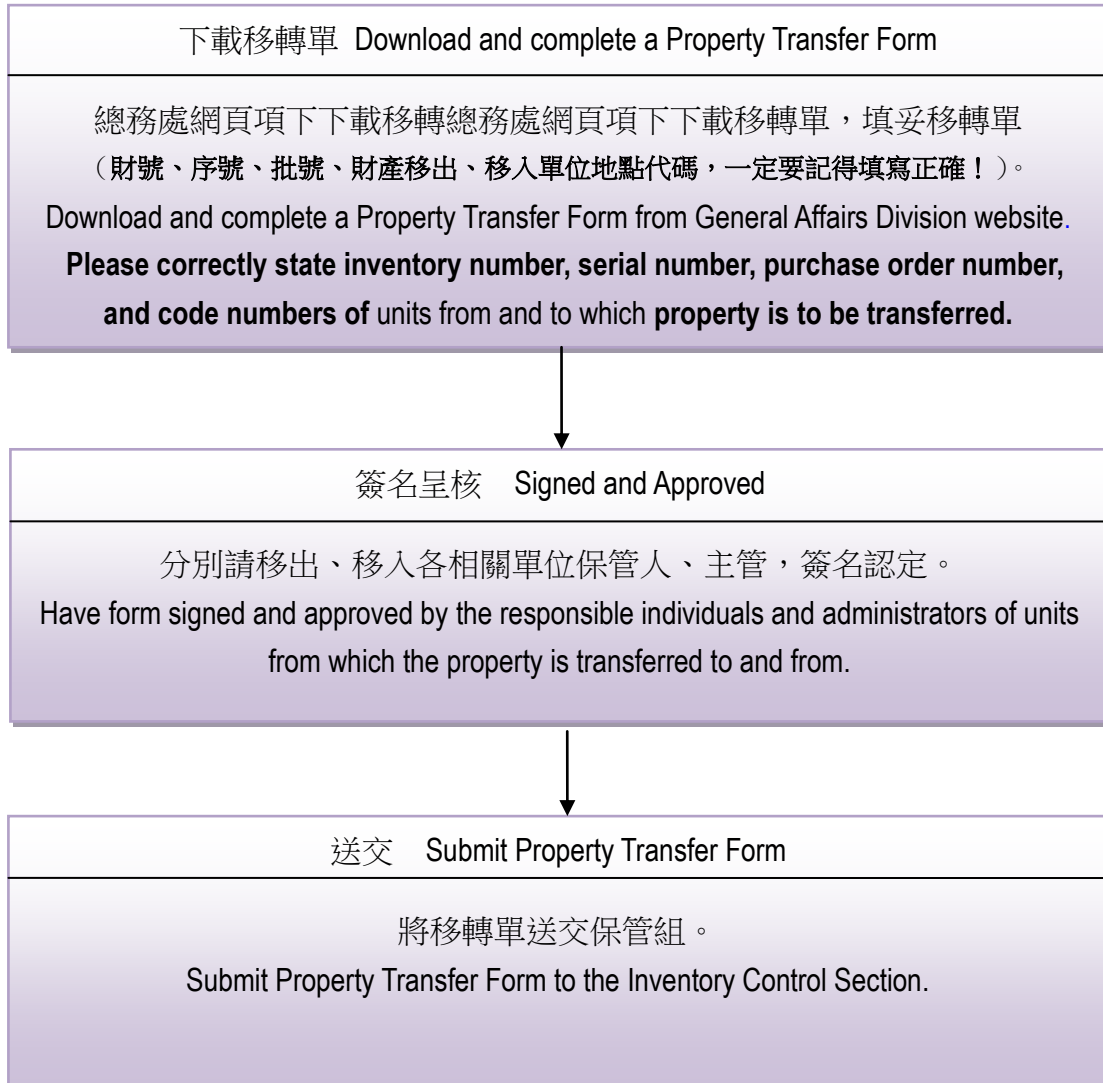 下載移轉單 Download and complete a Property Transfer Form
總務處網頁項下下載移轉總務處網頁項下下載移轉單，填妥移轉單
（財號、序號、批號、財產移出、移入單位地點代碼，一定要記得填寫正確！）。
Download and complete a Property Transfer Form from General Affairs Division website.
Please correctly state inventory number, serial number, purchase order number,
and code numbers of units from and to which property is to be transferred.
簽名呈核 Signed and Approved
分別請移出、移入各相關單位保管人、主管，簽名認定。
Have form signed and approved by the responsible individuals and administrators of units
from which the property is transferred to and from.
送交 Submit Property Transfer Form
將移轉單送交保管組。
Submit Property Transfer Form to the Inventory Control Section.